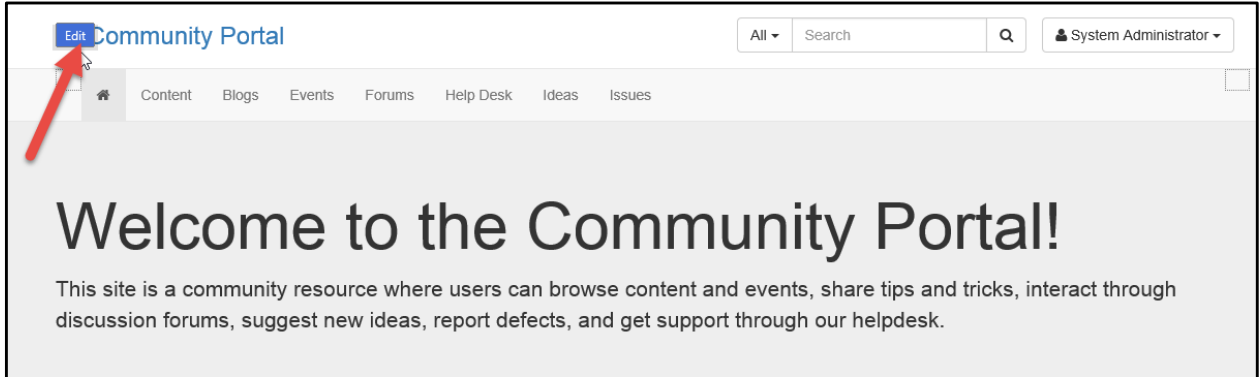 Edit Community Portal
All Search System Administrator
Content Blogs Events Forums Help Desk Ideas Issues
Welcome to the Community Portal!
This site is a community resource where users can browse content and events, share tips and tricks, interact through
discussion forums, suggest new ideas, report defects, and get support through our helpdesk.